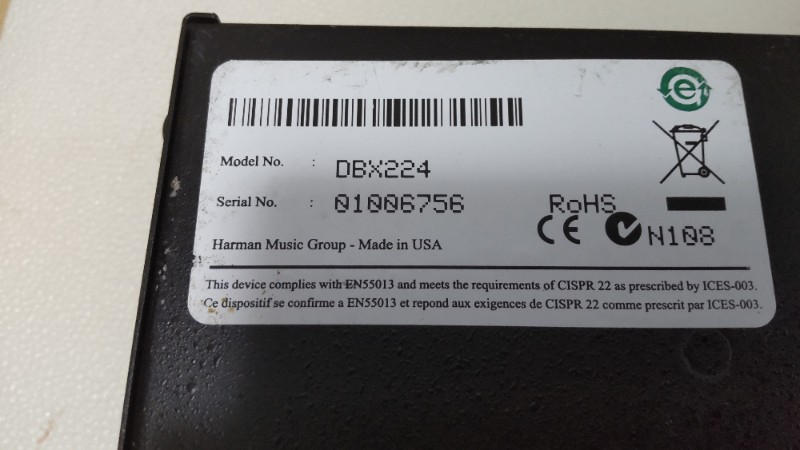 e
Model No. : DBX224
Serial No. : 01006756
RoHS
CE N108
Harman Music Group - Made in USA
This device complies with EN55013 and meets the requirements of CISPR 22 as prescribed by ICES-003.
Ce dispositif se confirme a EN55013 et repond aux exigences de CISPR 22 comme prescrit par ICES-003.